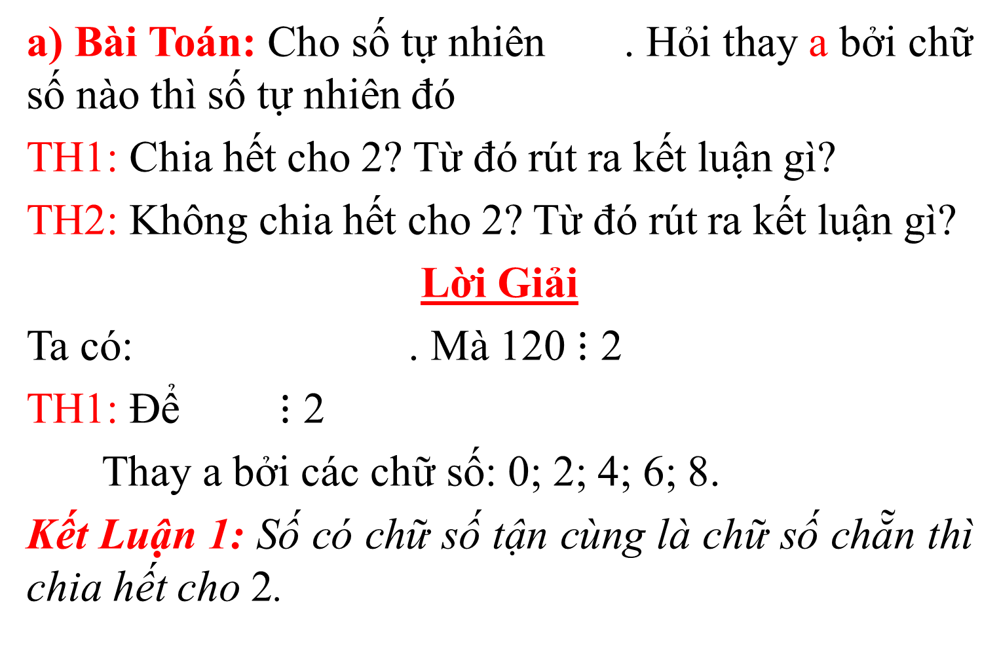 a) Bài Toán: Cho số tự nhiên . Hỏi thay a bởi chữ
số nào thì số tự nhiên đó
TH1: Chia hết cho 2? Từ đó rút ra kết luận gì?
TH2: Không chia hết cho 2? Từ đó rút ra kết luận gì?
Lời Giải
Ta có: . Mà 120 ⋮ 2
TH1: Để ⋮ 2
Thay a bởi các chữ số: 0; 2; 4; 6; 8.
Kết Luận 1: Số có chữ số tận cùng là chữ số chẵn thì
chia hết cho 2.